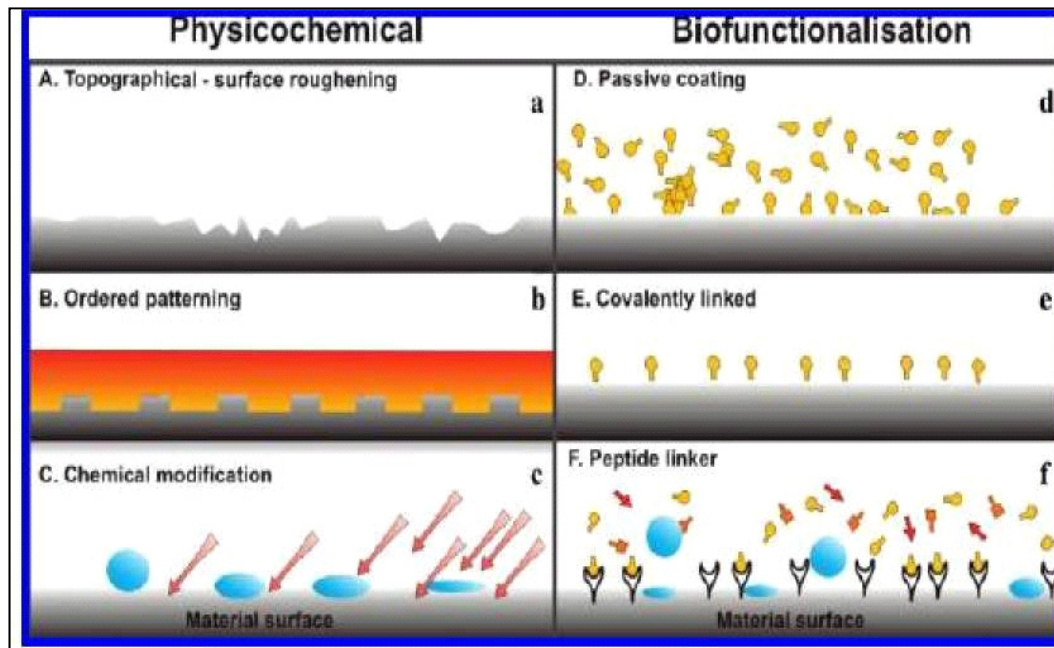 Physicochemical
Biofunctionalisation
A. Topographical - surface roughening
a
D. Passive coating
d
B. Ordered patterning
b
E. Covalently linked
e
C. Chemical modification
c
F. Peptide linker
f
Material surface
Material surface